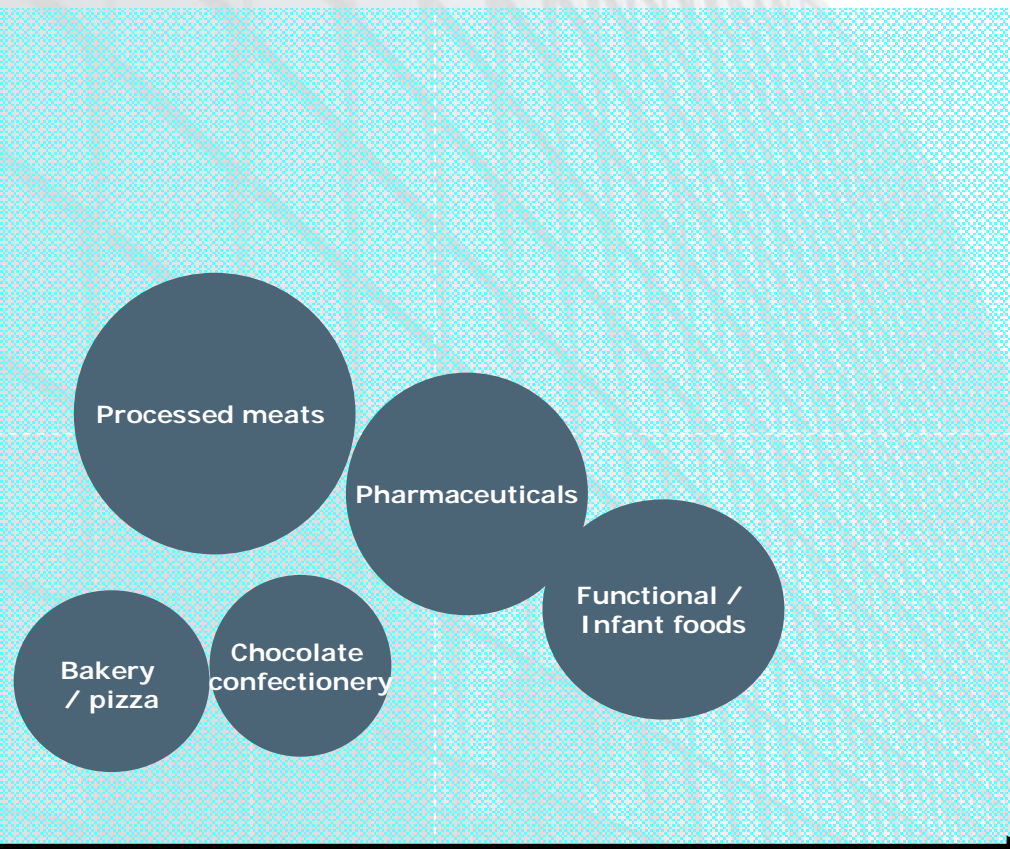 Processed meats
Pharmaceuticals
Functional /
Infant foods
Chocolate
confectionery
Bakery
/ pizza